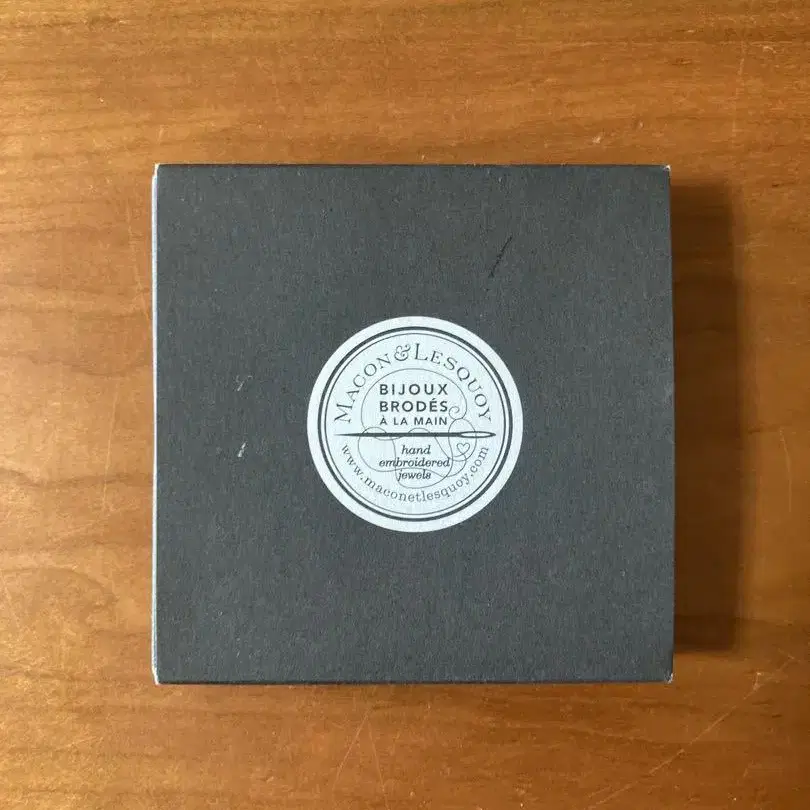 MACON & LESQUOY
BIJOUX
BRODÉS
À LA MAIN
hand
embroidered
jewels
www.maconetlesquoy.com